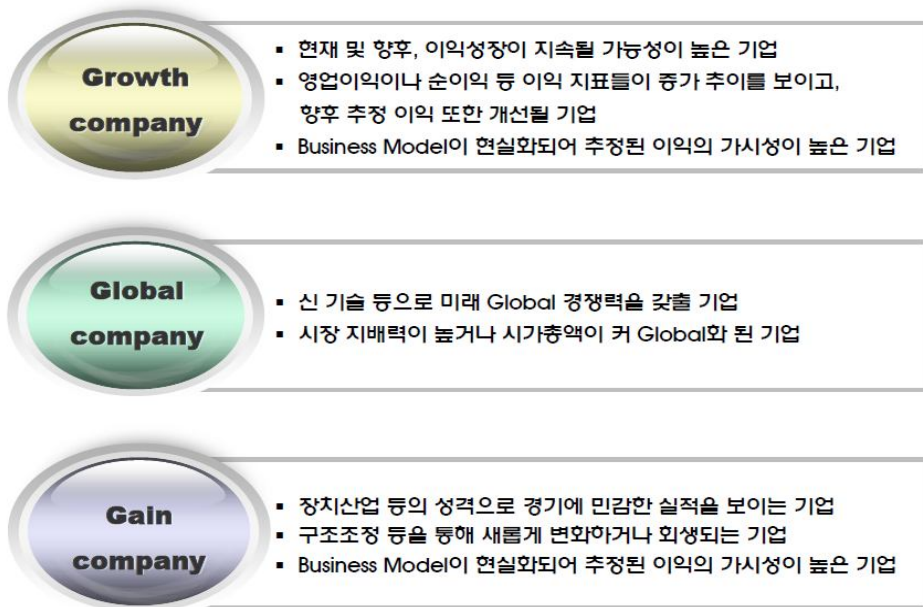 Growth
company
▪ 현재 및 향후, 이익성장이 지속될 가능성이 높은 기업
▪ 영업이익이나 순이익 등 이익 지표들이 증가 추이를 보이고,
향후 추정 이익 또한 개선될 기업
▪ Business Model이 현실화되어 추정된 이익의 가시성이 높은 기업
Global
company
▪ 신 기술 등으로 미래 Global 경쟁력을 갖출 기업
▪ 시장 지배력이 높거나 시가총액이 커 Global화 된 기업
Gain
company
▪ 장치산업 등의 성격으로 경기에 민감한 실적을 보이는 기업
▪ 구조조정 등을 통해 새롭게 변화하거나 회생되는 기업
▪ Business Model이 현실화되어 추정된 이익의 가시성이 높은 기업